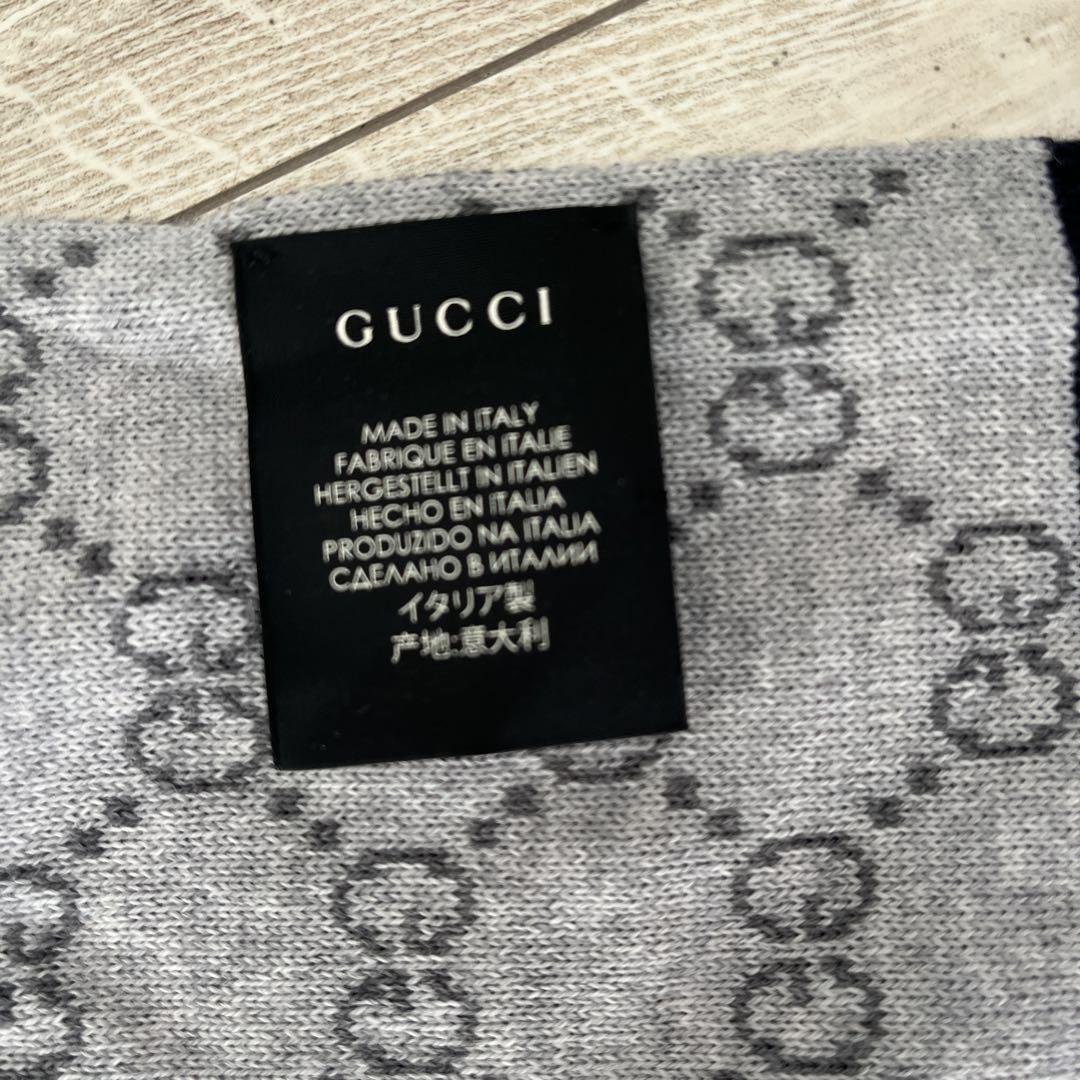 GUCCI
MADE IN ITALY
FABRIQUE EN ITALIE
HERGESTELLT IN ITALIEN
HECHO EN ITALIA
PRODUZIDO NA ITALIA
СДЕЛАНО В ИТАЛИИ
イタリア製
产地:意大利